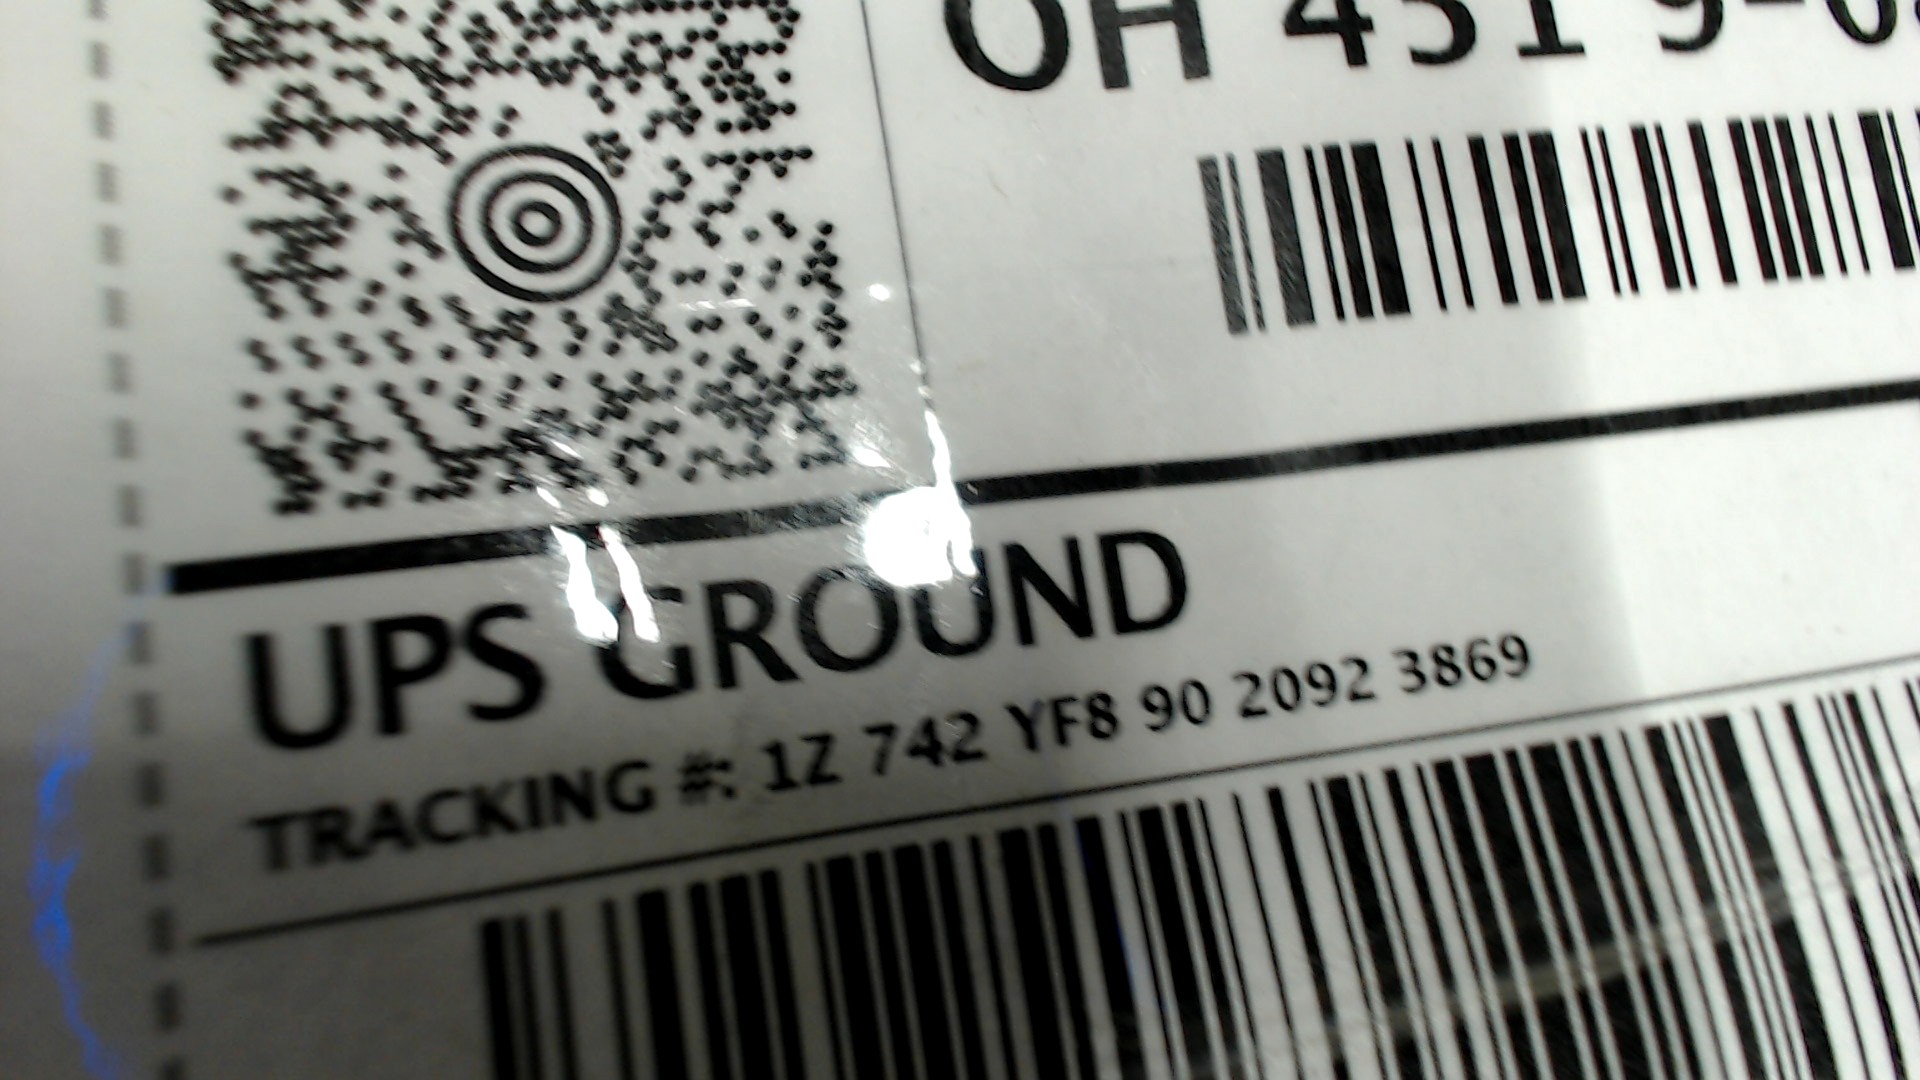 UPS GROUND
TRACKING #: 1Z 742 YF8 90 2092 3869